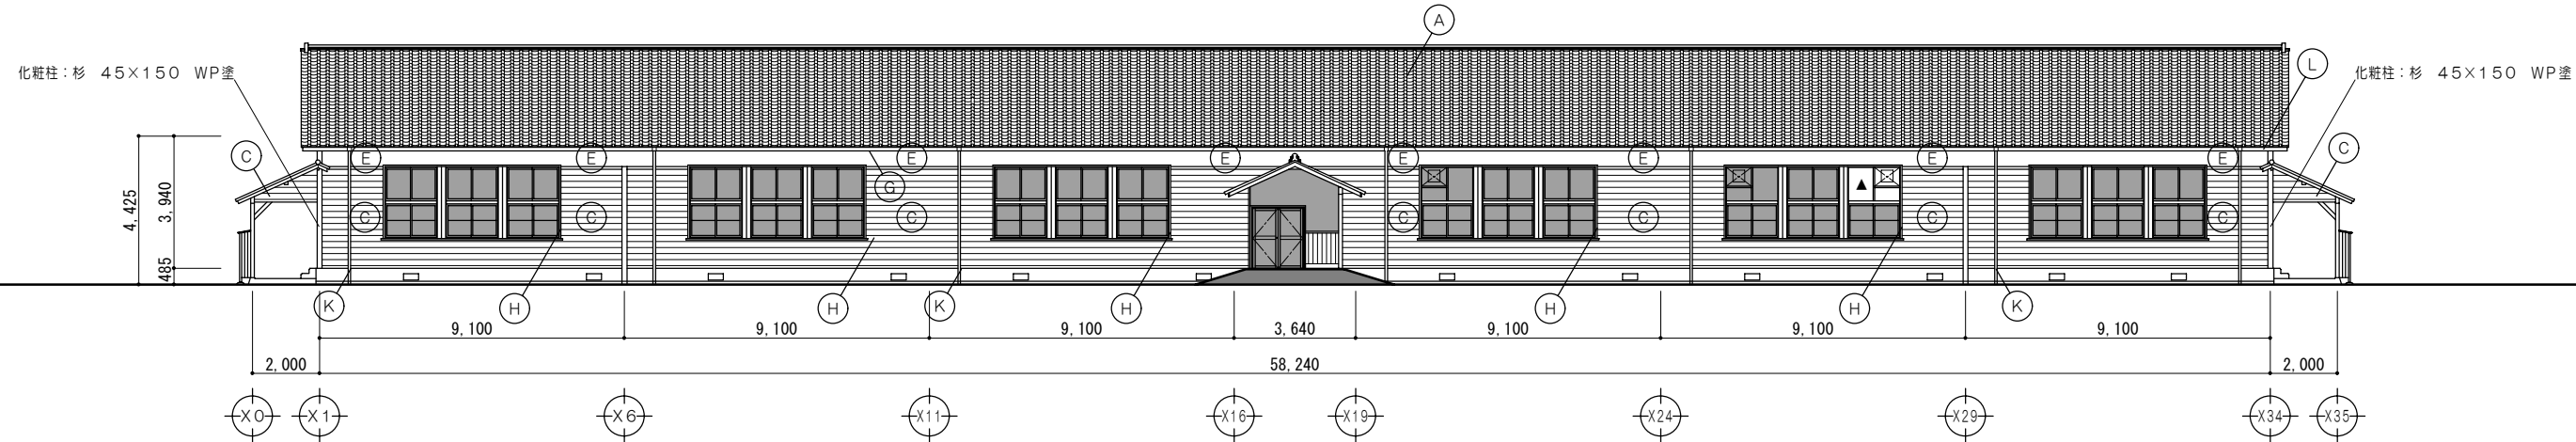 A
化粧柱：杉　４５×１５０　ＷＰ塗
L
化粧柱：杉　４５×１５０　ＷＰ塗
C
E
E
E
E
E
E
E
E
C
G
4,425
3,940
485
C
C
C
C
C
C
C
K
H
H
K
H
H
H
K
9,100
9,100
9,100
3,640
9,100
9,100
9,100
2,000
58,240
2,000
X0
X1
X6
X11
X16
X19
X24
X29
X34
X35